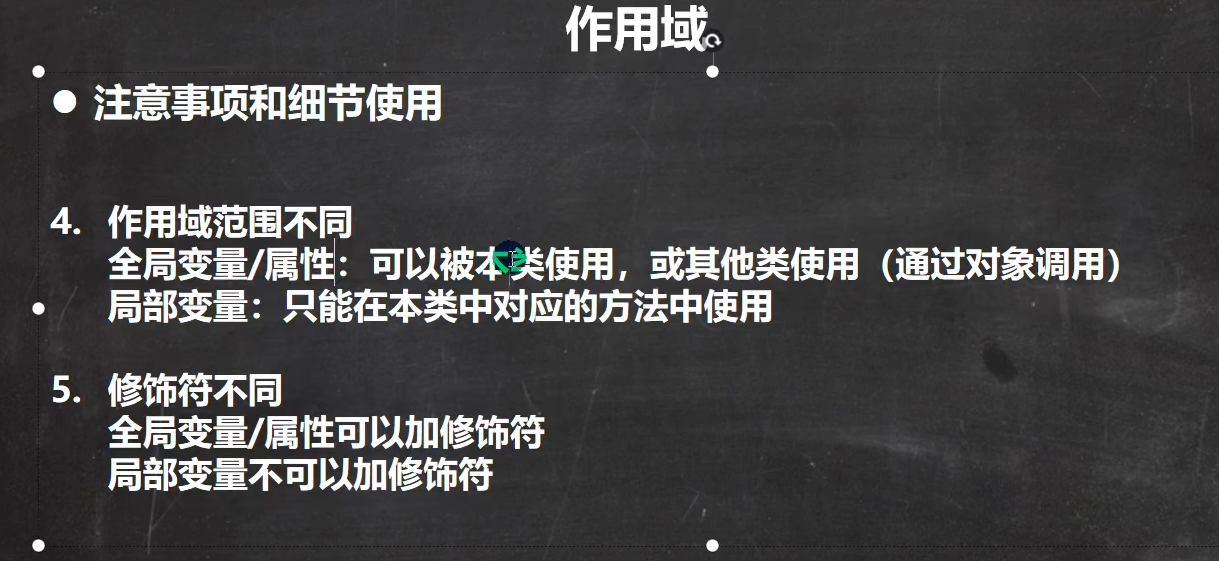 作用域
● 注意事项和细节使用
4. 作用域范围不同
全局变量/属性：可以被本类使用，或其他类使用（通过对象调用）
局部变量：只能在本类中对应的方法中使用
5. 修饰符不同
全局变量/属性可以加修饰符
局部变量不可以加修饰符